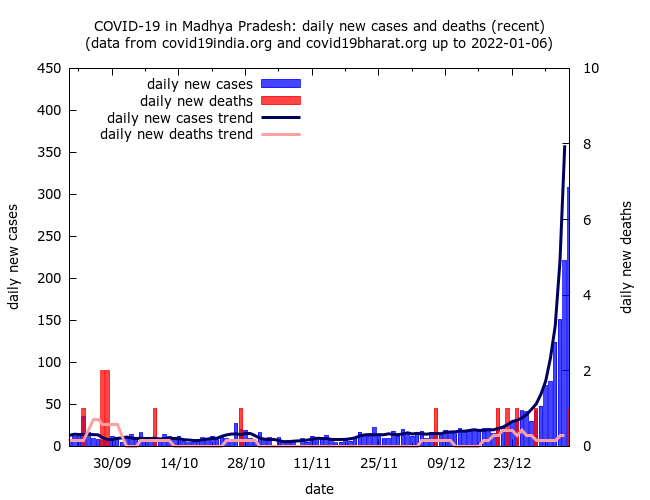 COVID-19 in Madhya Pradesh: daily new cases and deaths (recent)
(data from covid19india.org and covid19bharat.org up to 2022-01-06)
daily new cases
daily new deaths
daily new cases trend
daily new deaths trend
450
400
350
300
250
200
150
100
50
0
10
8
6
4
2
0
daily new cases
daily new deaths
30/09 14/10 28/10 11/11 25/11 09/12 23/12
date